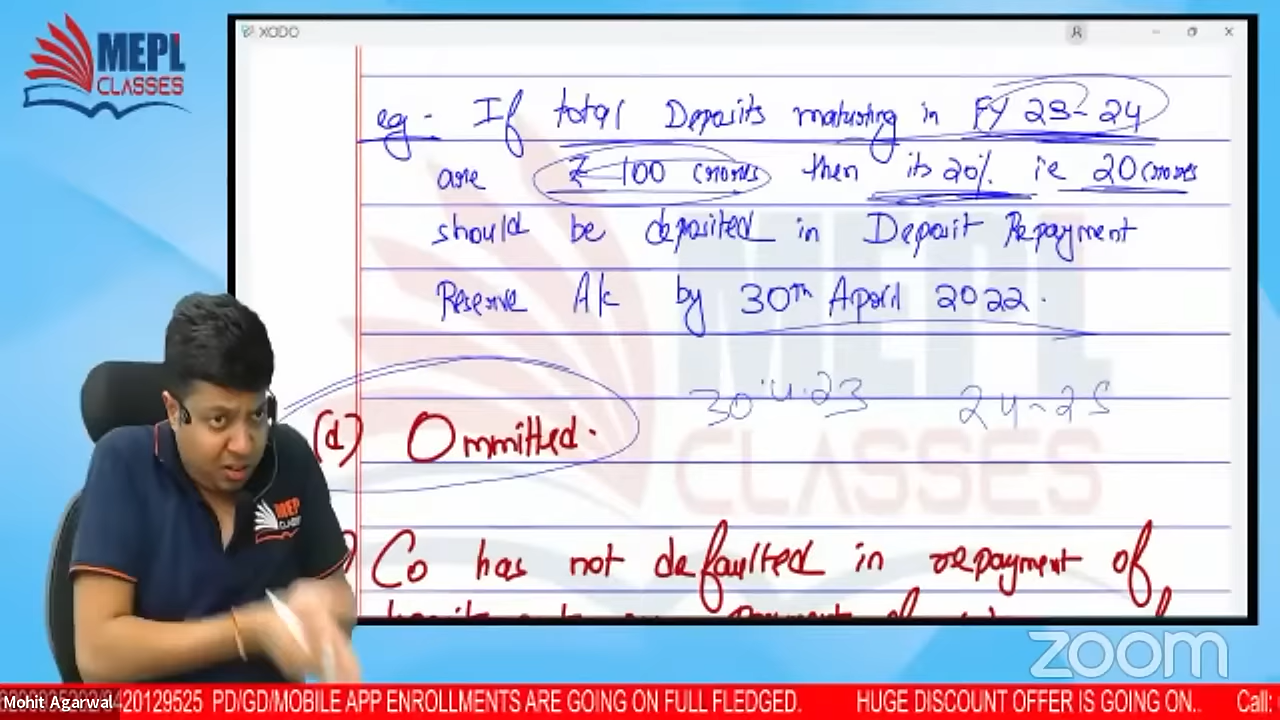 MEPL
CLASSES
XODO
eg - If total Deposits maturing in FY 23-24
are ₹ 100 crores then its 20% ie 20 crores
should be deposited in Deposit Repayment
Reserve A/c by 30th April 2022.
30.4.23 24-25
(d) Ommitted.
Co has not defaulted in repayment of
MEPL
CLASSES
MEPL
zoom
Mohit Agarwal
20129525 PD/GD/MOBILE APP ENROLLMENTS ARE GOING ON FULL FLEDGED. HUGE DISCOUNT OFFER IS GOING ON.. Call: